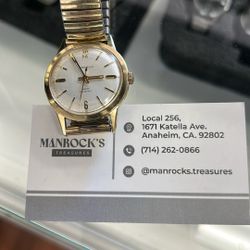 MANROCK'S
TREASURES
Local 256,
1671 Katella Ave.
Anaheim, CA. 92802
(714) 262-0866
@manrocks.treasures